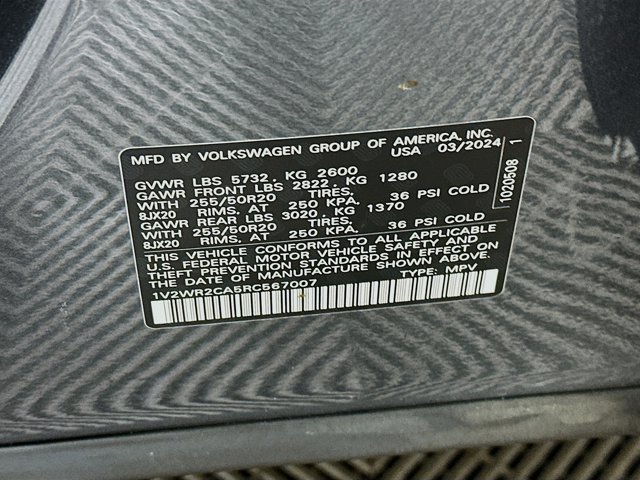 MFD BY VOLKSWAGEN GROUP OF AMERICA, INC.
USA 03/2024
GVWR LBS 5732 , KG 2600
GAWR FRONT LBS 2822 , KG 1280
WITH 255/50R20 TIRES,
8JX20 RIMS, AT 250 KPA. 36 PSI COLD
GAWR REAR LBS 3020 , KG 1370
WITH 255/50R20 TIRES,
8JX20 RIMS, AT 250 KPA. 36 PSI COLD
THIS VEHICLE CONFORMS TO ALL APPLICABLE
U.S. FEDERAL MOTOR VEHICLE SAFETY AND
THEFT PREVENTION STANDARDS IN EFFECT ON
THE DATE OF MANUFACTURE SHOWN ABOVE.
1V2WR2CA5RC567007 TYPE: MPV
1020508 1